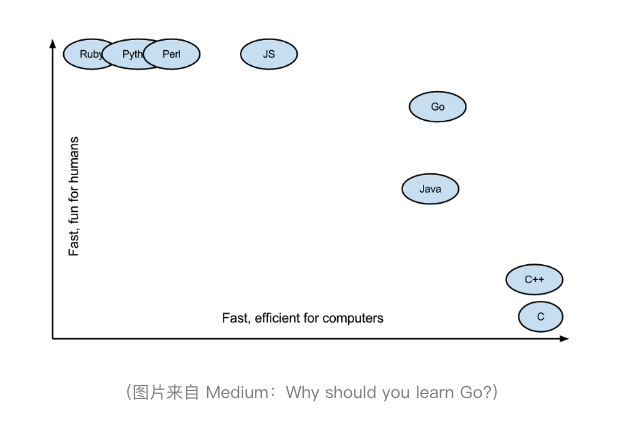 Ruby
Pyth
Perl
JS
Go
Java
C++
C
Fast, fun for humans
Fast, efficient for computers
（图片来自 Medium：Why should you learn Go?）